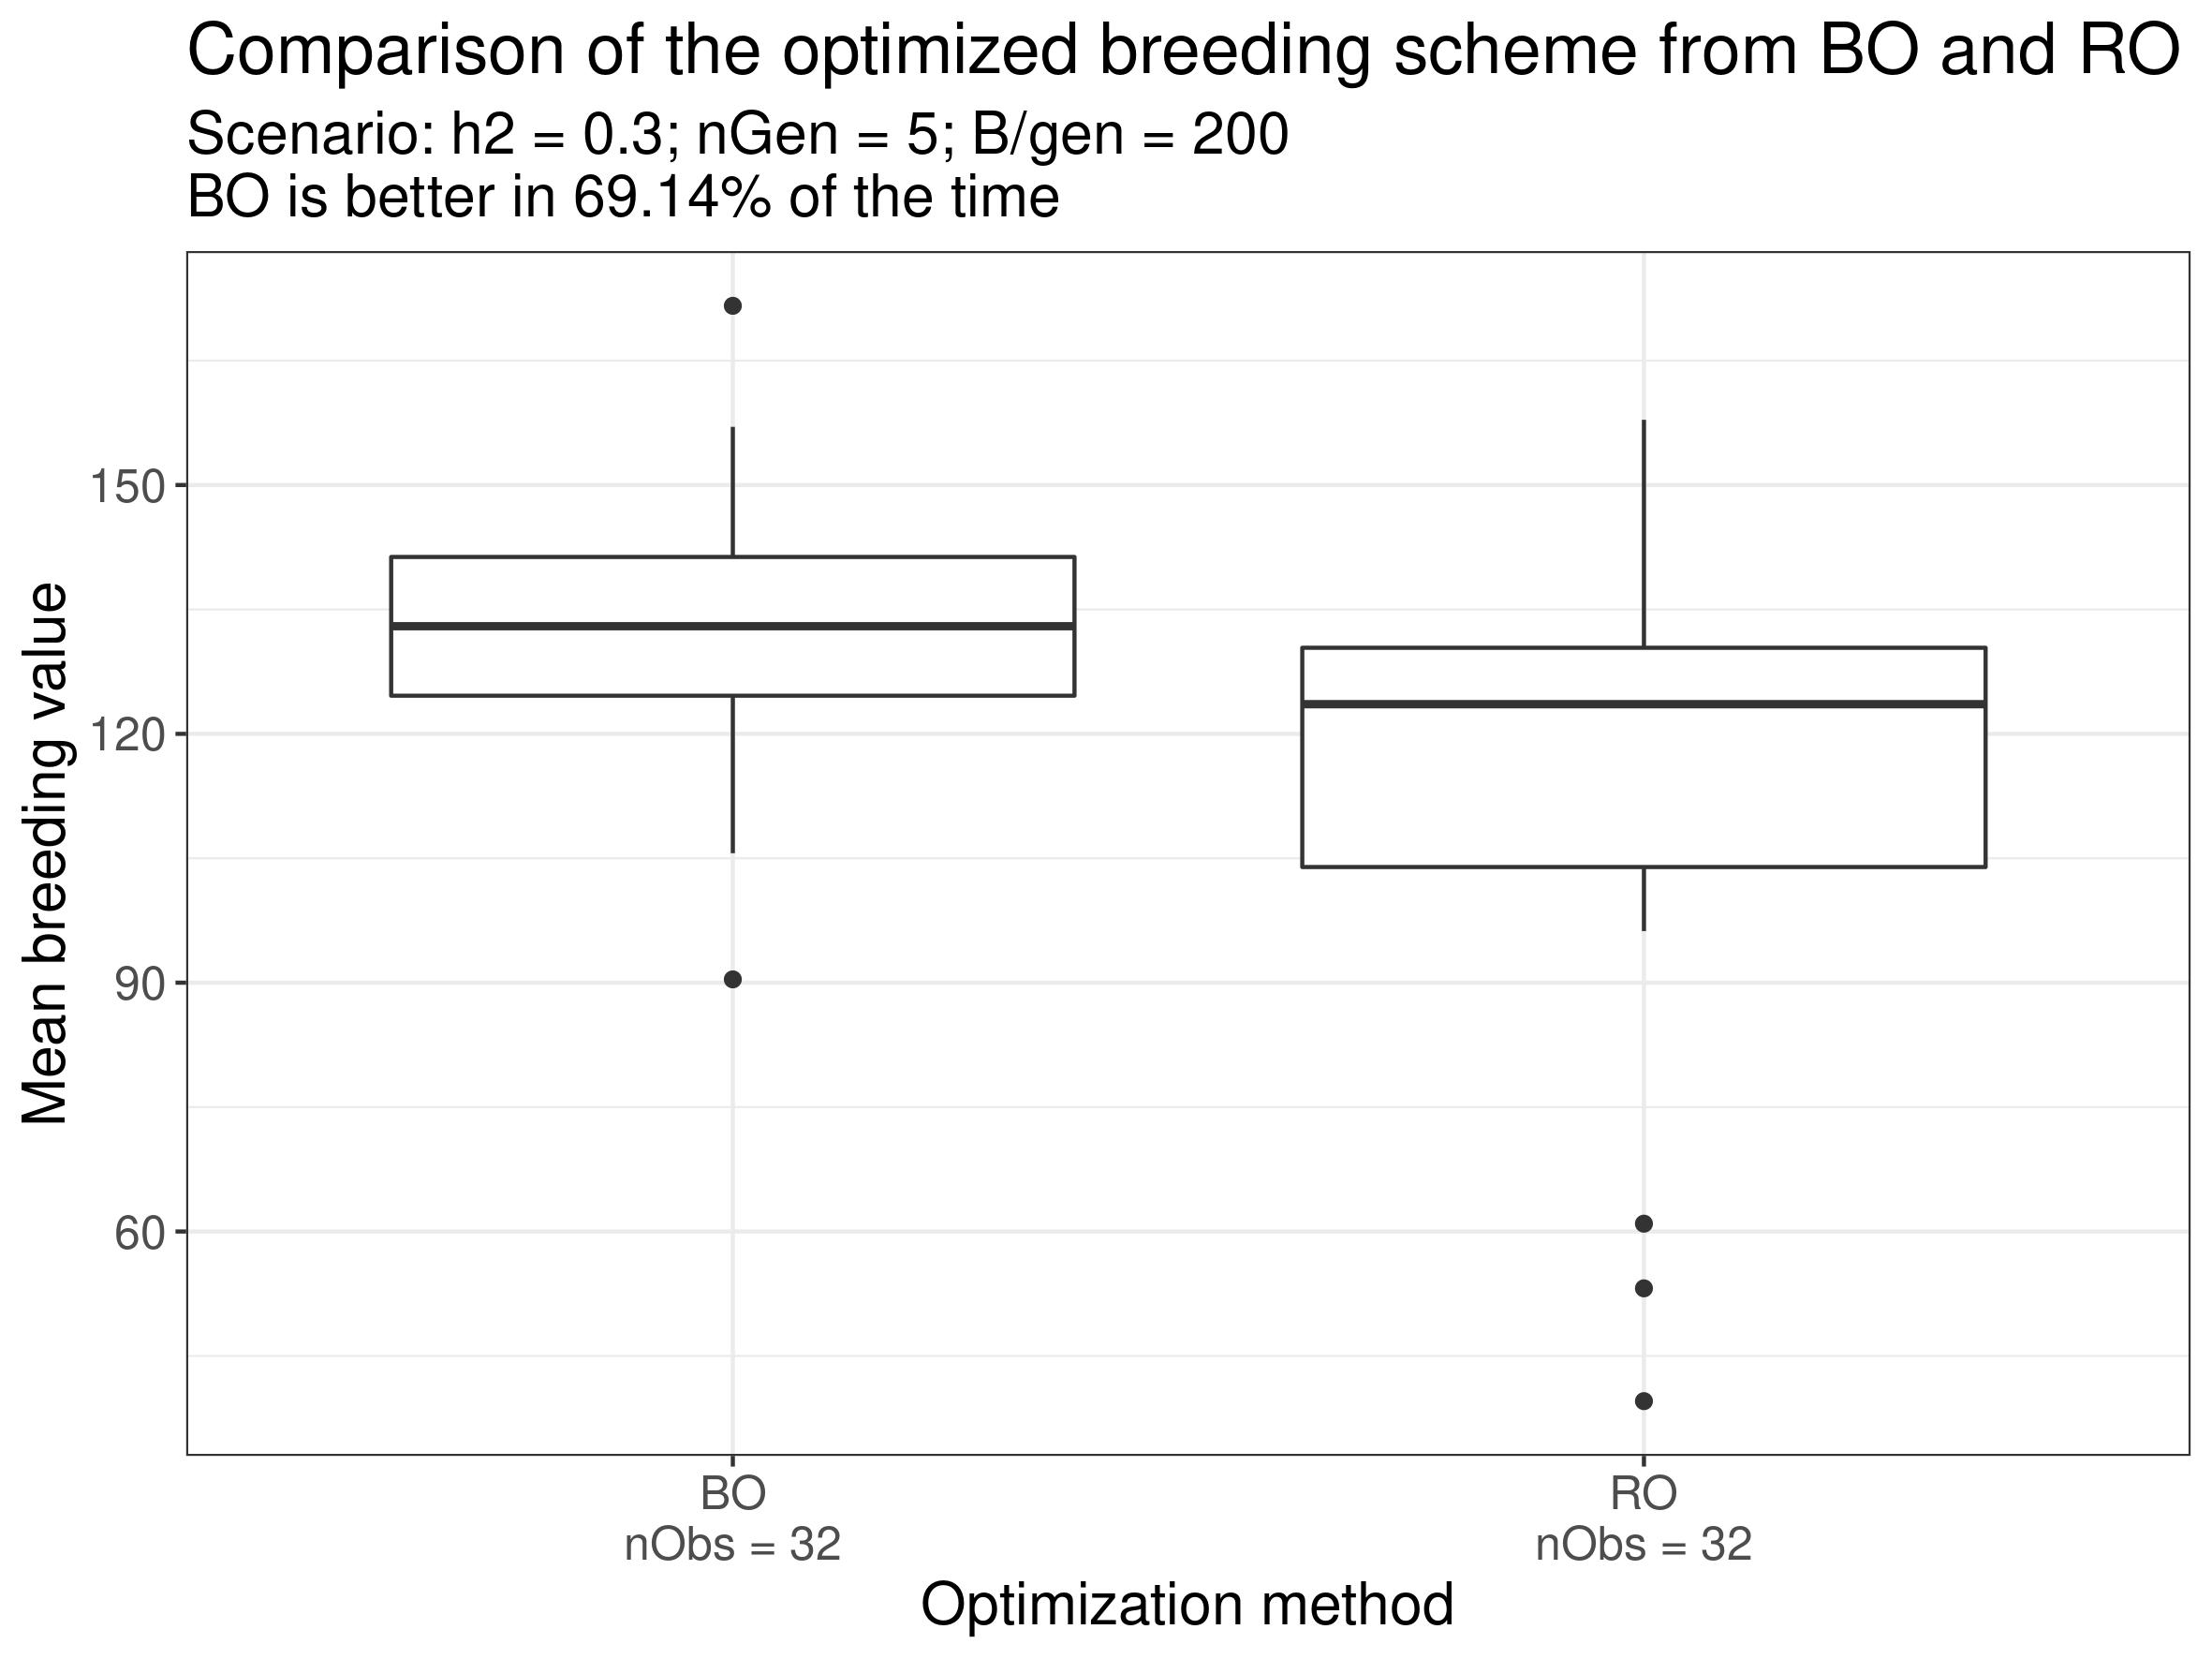 Comparison of the optimized breeding scheme from BO and RO
Scenario: h2 = 0.3; nGen = 5; B/gen = 200
BO is better in 69.14% of the time
Mean breeding value
150
120
90
60
BO
nObs = 32
RO
nObs = 32
Optimization method